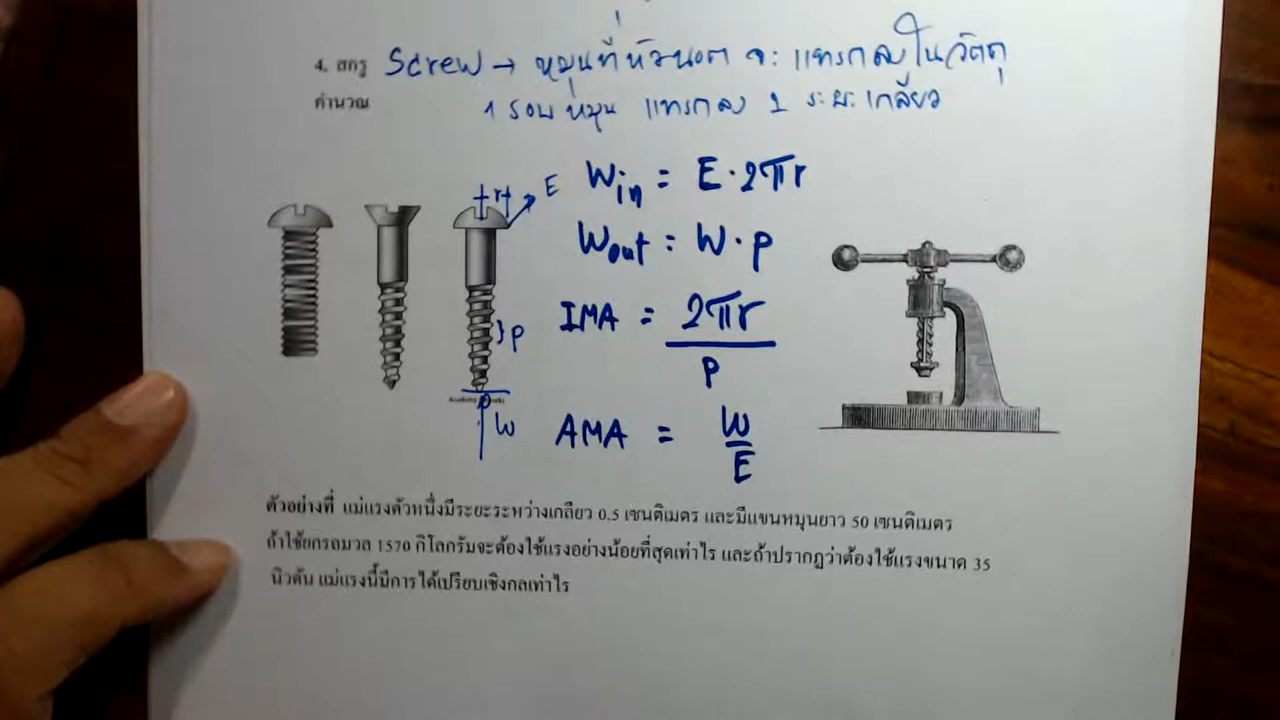 4. สกรู Screw → หมุนที่หัวนอต จะ แทรกลงในวัตถุ
คำนวณ 1 รอบหมุน แทรกลง 1 ระยะเกลียว
r E
W in = E · 2πr
W out = W · p
IMA = 2πr / p
p
W
AMA = W / E
ตัวอย่างที่ แม่แรงตัวหนึ่งมีระยะระหว่างเกลียว 0.5 เซนติเมตร และมีแขนหมุนยาว 50 เซนติเมตร
ถ้าใช้ยกรถมวล 1570 กิโลกรัมจะต้องใช้แรงอย่างน้อยที่สุดเท่าไร และถ้าปรากฏว่าต้องใช้แรงขนาด 35
นิวตัน แม่แรงนี้มีการได้เปรียบเชิงกลเท่าไร